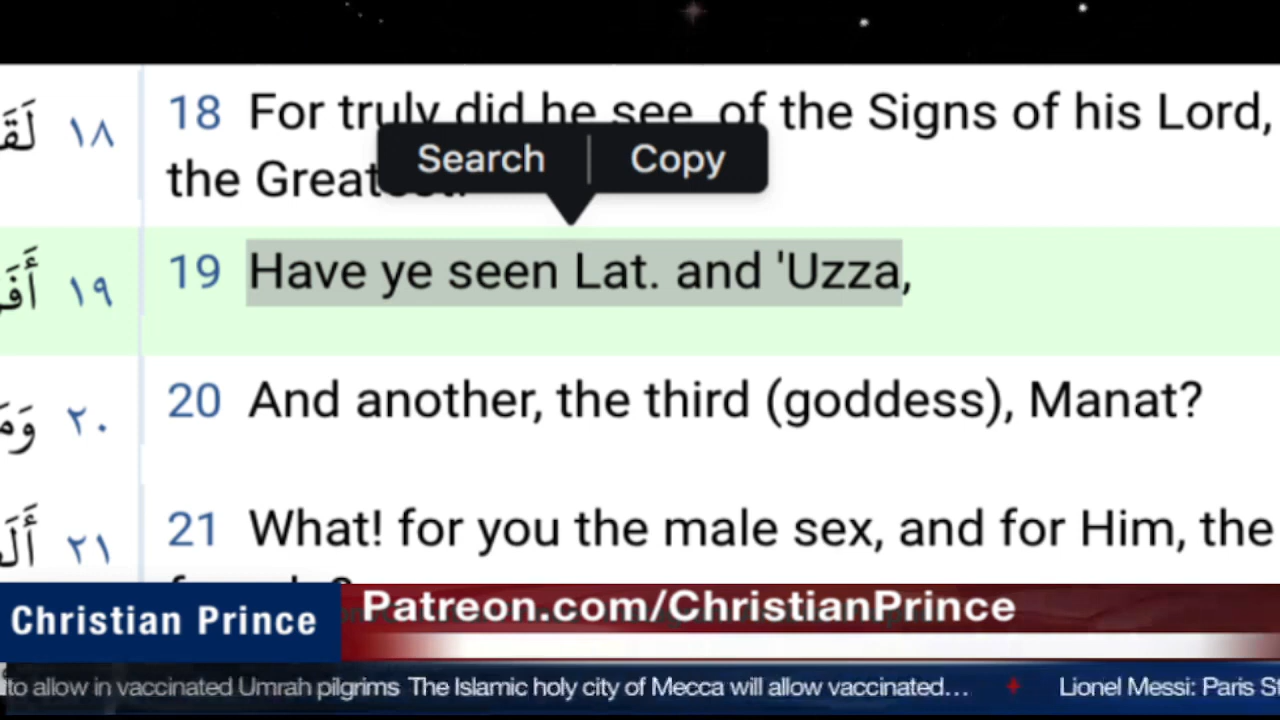 لَقَ ١٨ 18 For truly did he see, of the Signs of his Lord,
Search Copy
the Greatest.
أَفَ ١٩ 19 Have ye seen Lat. and 'Uzza,
وَمَ ٢٠ 20 And another, the third (goddess), Manat?
أَلَ ٢١ 21 What! for you the male sex, and for Him, the
Christian Prince Patreon.com/ChristianPrince
to allow in vaccinated Umrah pilgrims The Islamic holy city of Mecca will allow vaccinated... Lionel Messi: Paris St